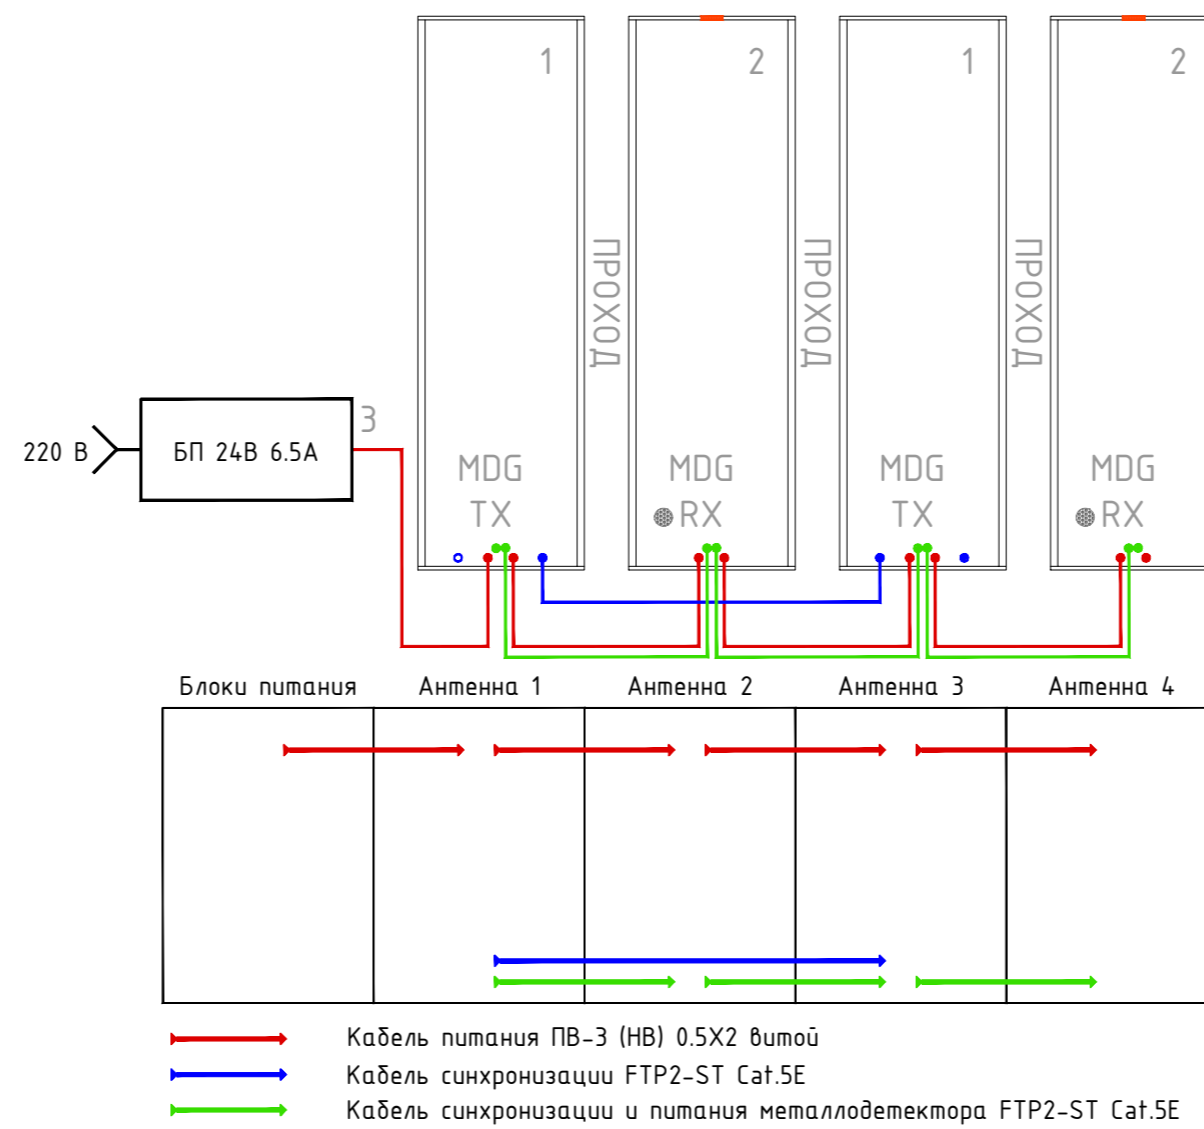 1 2 1 2
ПРОХОД ПРОХОД ПРОХОД
3
220 В БП 24В 6.5А
MDG MDG MDG MDG
TX RX TX RX
Блоки питания Антенна 1 Антенна 2 Антенна 3 Антенна 4
Кабель питания ПВ-3 (НВ) 0.5Х2 витой
Кабель синхронизации FTP2-ST Cat.5E
Кабель синхронизации и питания металлодетектора FTP2-ST Cat.5E